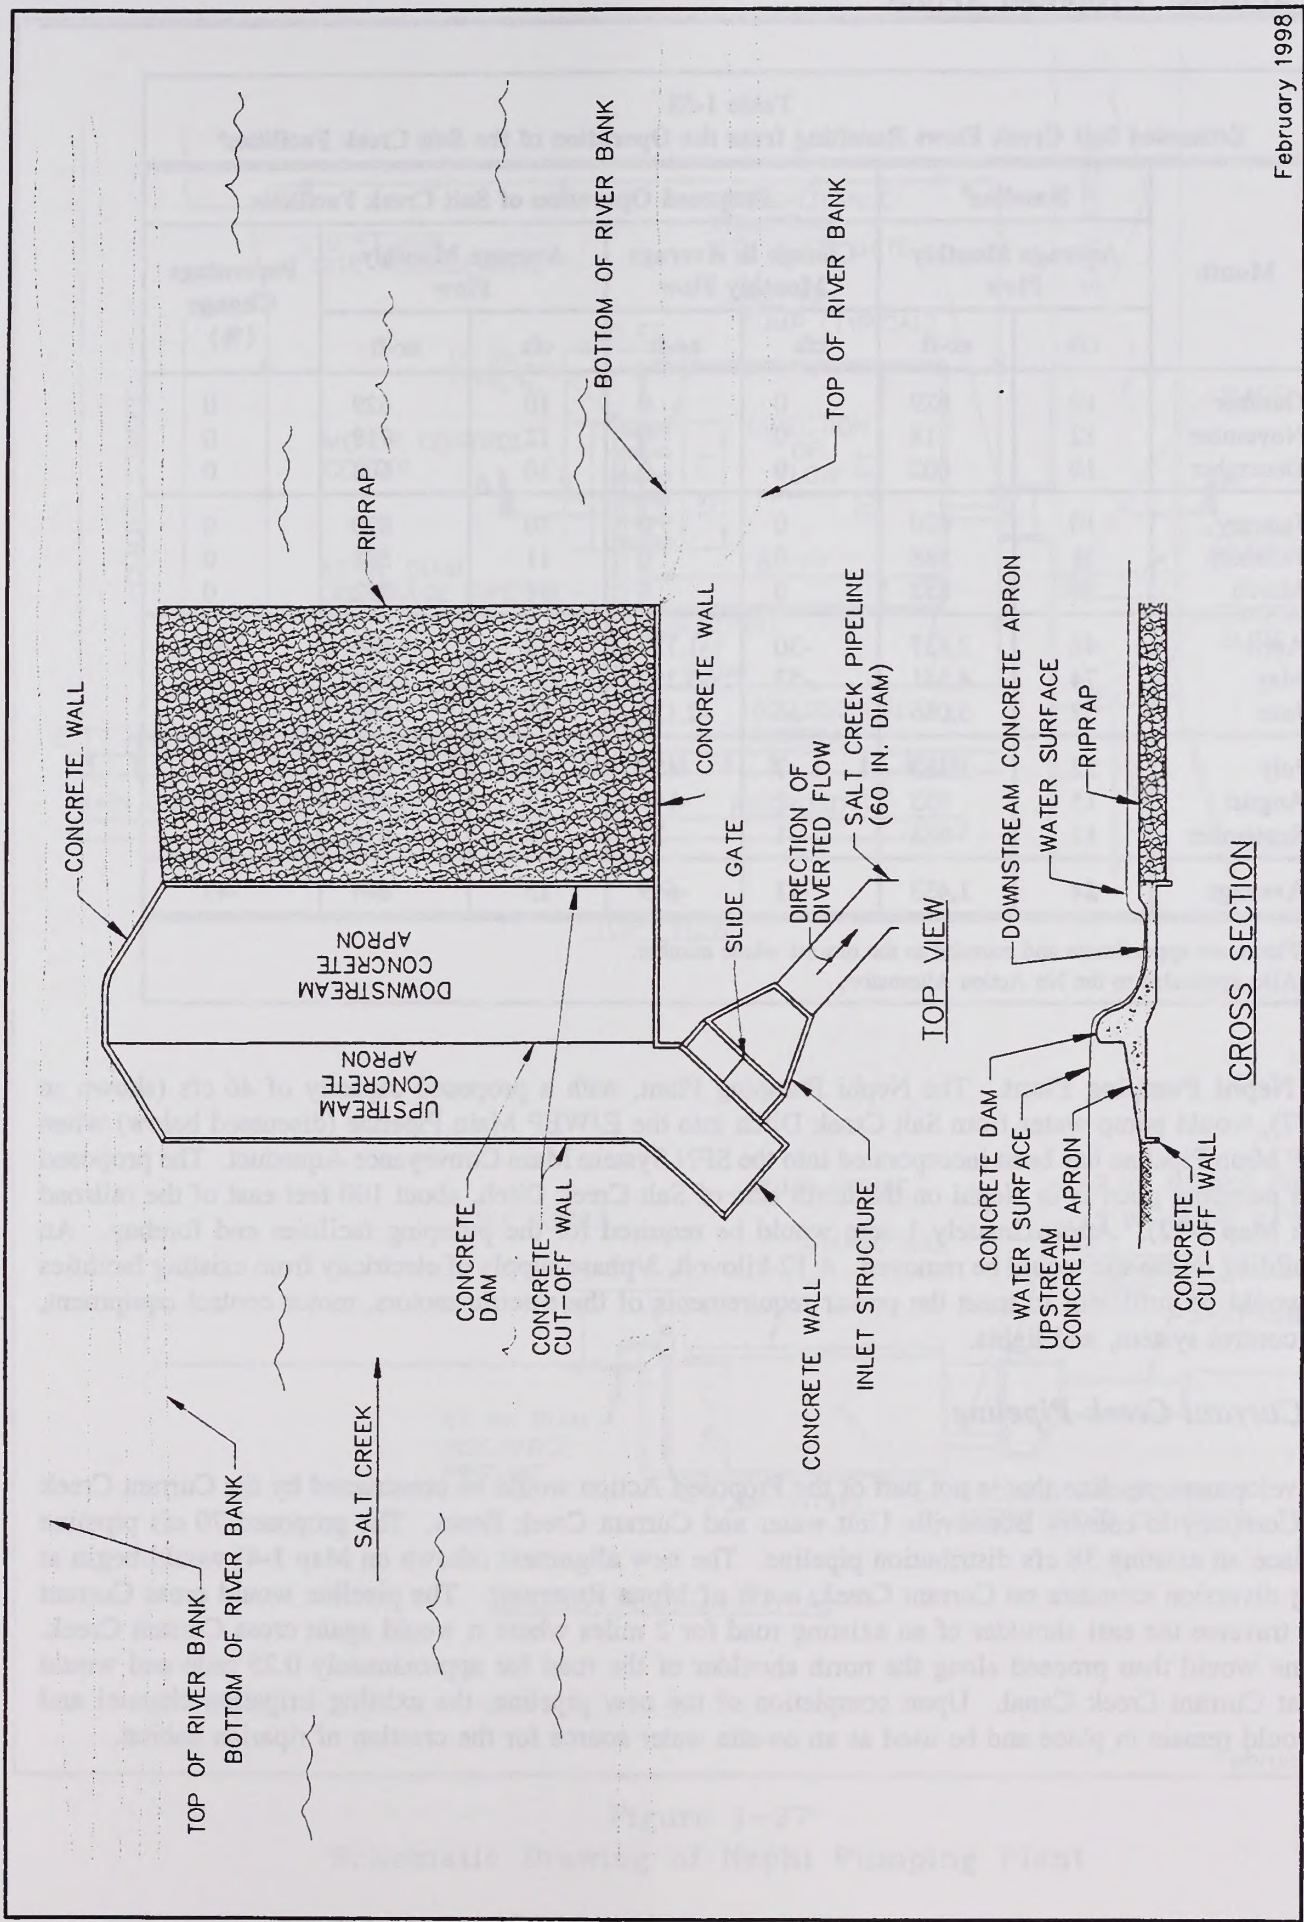 CONCRETE WALL
TOP OF RIVER BANK
BOTTOM OF RIVER BANK
SALT CREEK
RIPRAP
UPSTREAM
CONCRETE
APRON
DOWNSTREAM
CONCRETE
APRON
CONCRETE
DAM
CONCRETE
CUT-OFF WALL
BOTTOM OF RIVER BANK
CONCRETE WALL
SLIDE GATE
CONCRETE WALL
INLET STRICTURE
DIRECTION OF
DIVERTED FLOW
SALT CREEK PIPELINE
(60 IN. DIAM)
TOP OF RIVER BANK
TOP VIEW
CONCRETE DAM
WATER SURFACE
UPSTREAM
CONCRETE APRON
DOWNSTREAM CONCRETE APRON
WATER SURFACE
RIPRAP
CONCRETE
CUT-OFF WALL
CROSS SECTION
February 1998